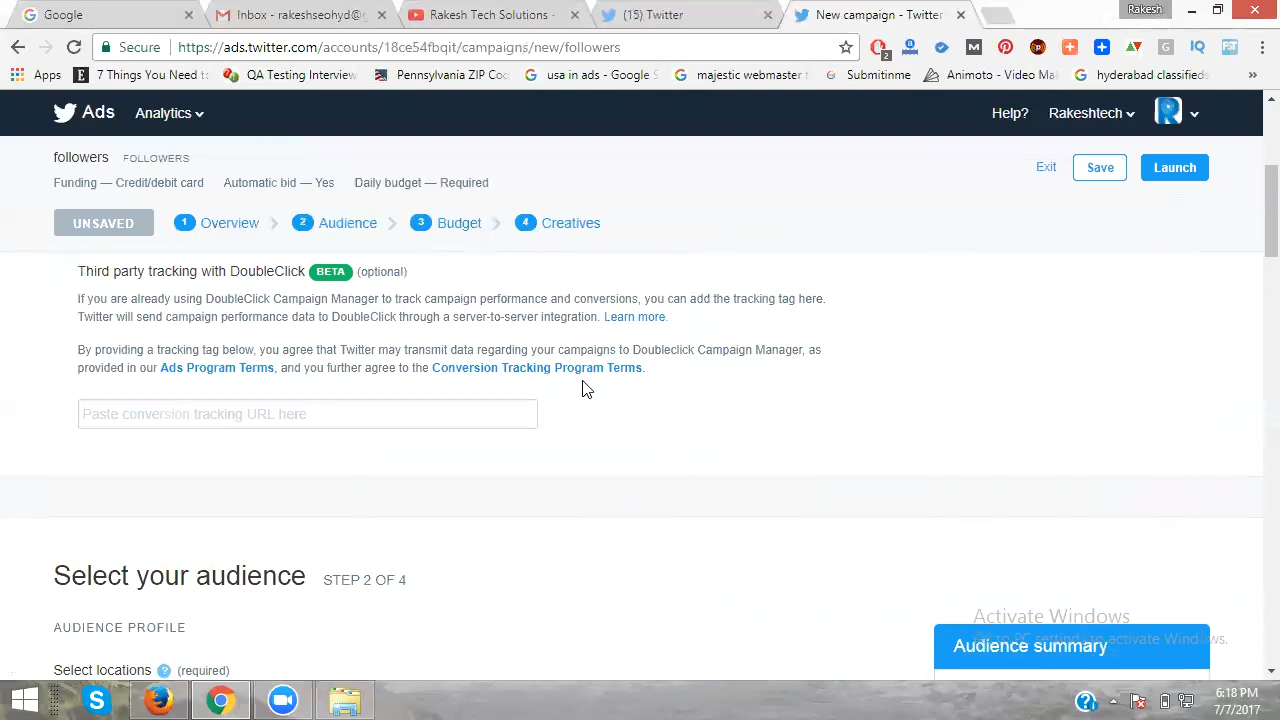 Google
Inbox - rakeshseohyd@g
Rakesh Tech Solutions
(15) Twitter
New campaign - Twitter
Rakesh
Secure
https://ads.twitter.com/accounts/18ce54fbqit/campaigns/new/followers
2
Apps
7 Things You Need t
QA Testing Interview
Pennsylvania ZIP Co
usa in ads - Google S
majestic webmaster t
Submitinme
Animoto - Video Ma
hyderabad classifieds
»
Ads
Analytics
Help?
Rakeshtech
followers FOLLOWERS
Exit
Save
Launch
Funding — Credit/debit card Automatic bid — Yes Daily budget — Required
UNSAVED
1 Overview
2 Audience
3 Budget
4 Creatives
Third party tracking with DoubleClick BETA (optional)
If you are already using DoubleClick Campaign Manager to track campaign performance and conversions, you can add the tracking tag here.
Twitter will send campaign performance data to DoubleClick through a server-to-server integration. Learn more.
By providing a tracking tag below, you agree that Twitter may transmit data regarding your campaigns to Doubleclick Campaign Manager, as
provided in our Ads Program Terms, and you further agree to the Conversion Tracking Program Terms.
Paste conversion tracking URL here
Select your audience STEP 2 OF 4
AUDIENCE PROFILE
Select locations ? (required)
Activate Windows
to PC settings to activate Windows.
Audience summary
6:18 PM
7/7/2017